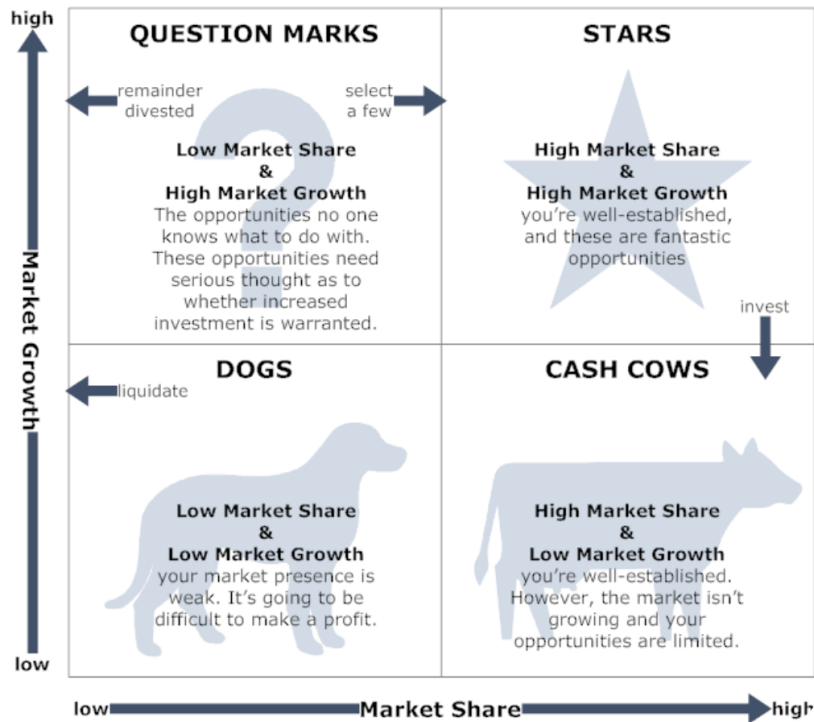 high
QUESTION MARKS
remainder
divested
select
a few
Low Market Share
&
High Market Growth
The opportunities no one
knows what to do with.
These opportunities need
serious thought as to
whether increased
investment is warranted.
STARS
High Market Share
&
High Market Growth
you’re well-established,
and these are fantastic
opportunities
invest
Market Growth
DOGS
liquidate
Low Market Share
&
Low Market Growth
your market presence is
weak. It’s going to be
difficult to make a profit.
CASH COWS
High Market Share
&
Low Market Growth
you’re well-established.
However, the market isn’t
growing and your
opportunities are limited.
low
low
Market Share
high